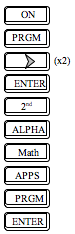 ON
PRGM
(x2)
ENTER
2nd
ALPHA
Math
APPS
PRGM
ENTER